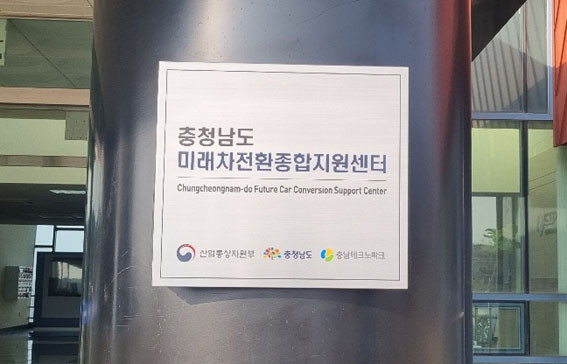 충청남도
미래차전환종합지원센터
Chungcheongnam-do Future Car Conversion Support Center
산업통상자원부 충청남도 충남테크노파크